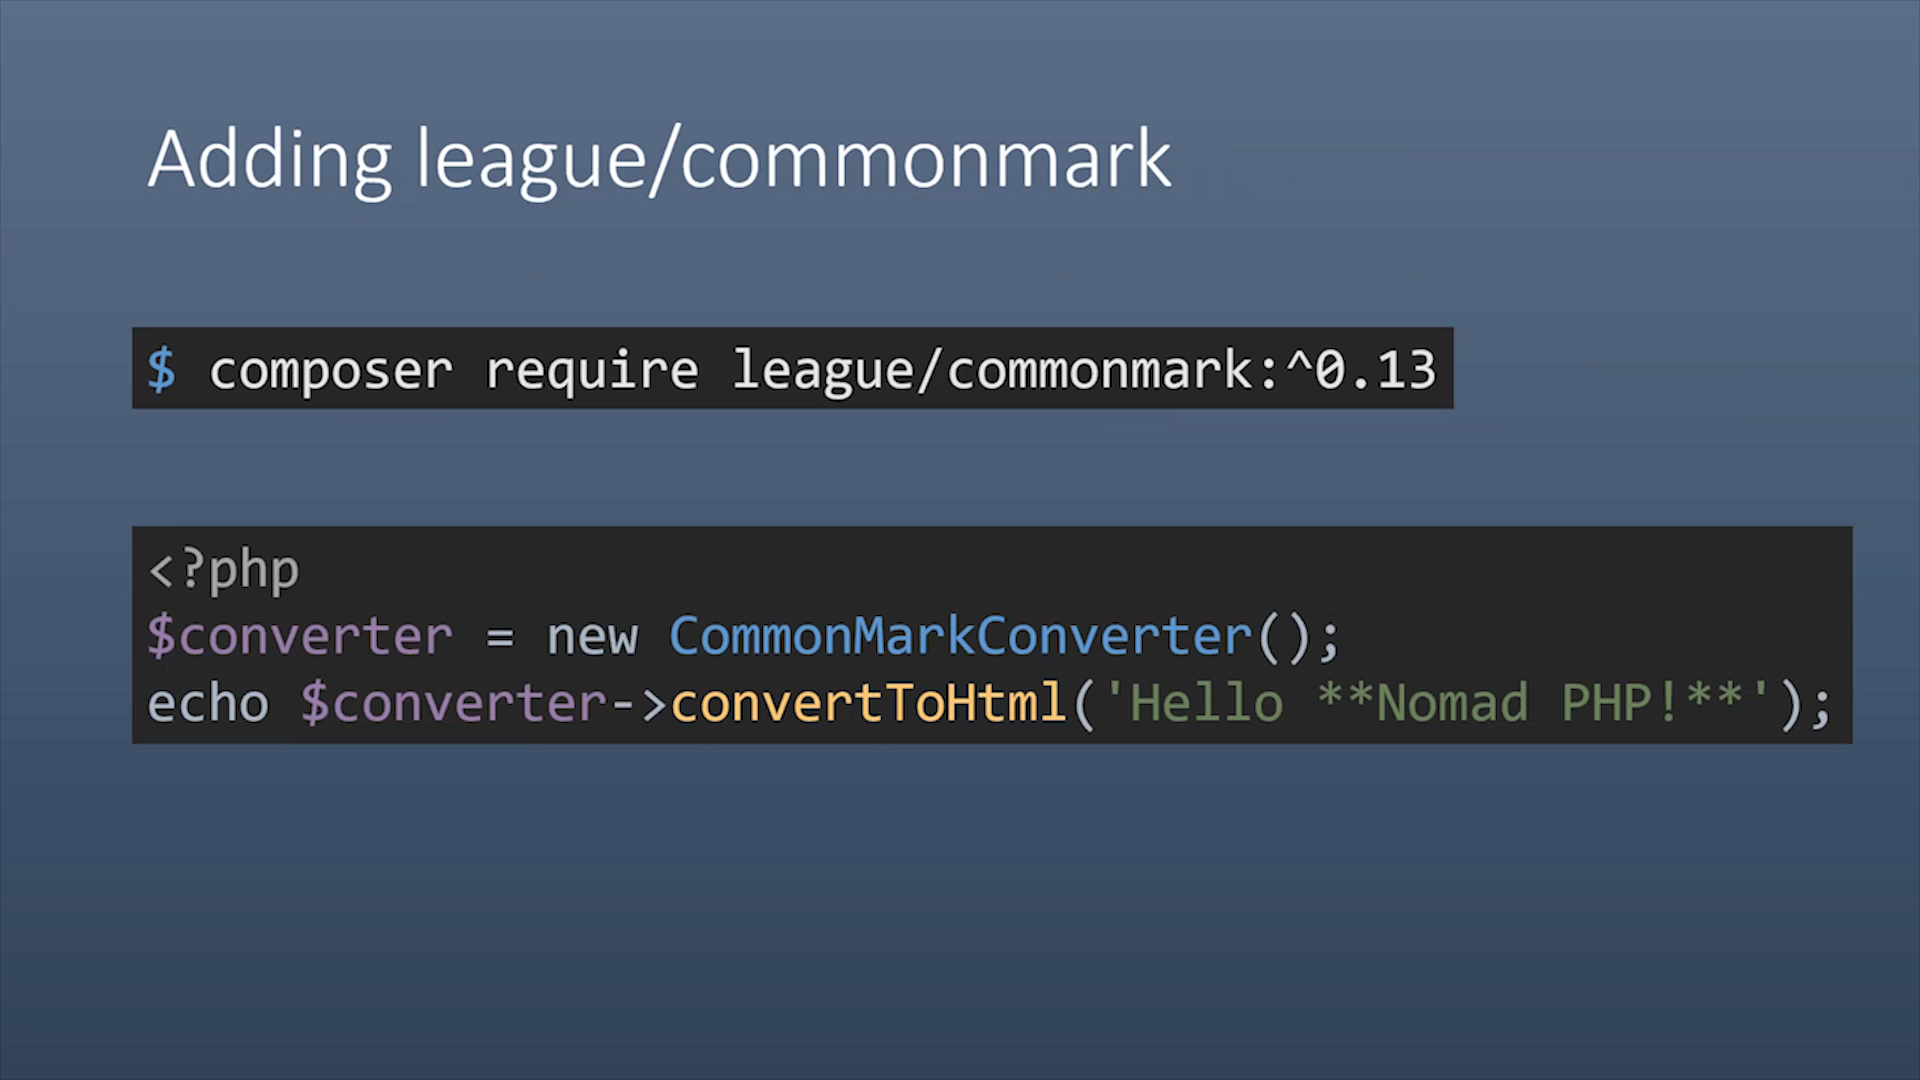 Adding league/commonmark
$ composer require league/commonmark:^0.13
<?php
$converter = new CommonMarkConverter();
echo $converter->convertToHtml('Hello **Nomad PHP!**');